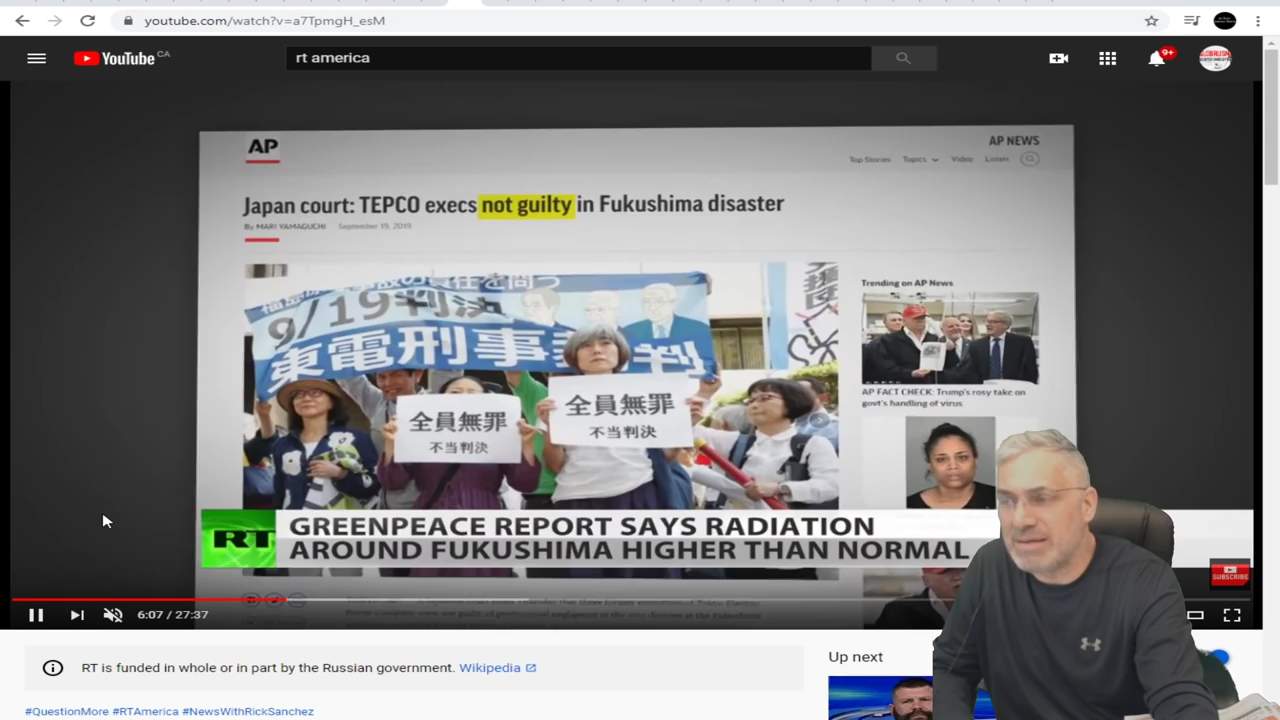 youtube.com/watch?v=a7TpmgH_esM
YouTube CA
rt america
9+
AP
AP NEWS
Top Stories Topics Video Listen
Japan court: TEPCO execs not guilty in Fukushima disaster
By MARI YAMAGUCHI September 19, 2019
9/19判決
東電刑事
全員無罪
不当判決
全員無罪
不当判決
Trending on AP News
AP FACT CHECK: Trump's rosy take on
govt's handling of virus
RT
GREENPEACE REPORT SAYS RADIATION
AROUND FUKUSHIMA HIGHER THAN NORMAL
SUBSCRIBE
6:07 / 27:37
RT is funded in whole or in part by the Russian government. Wikipedia
Up next
#QuestionMore #RTAmerica #NewsWithRickSanchez